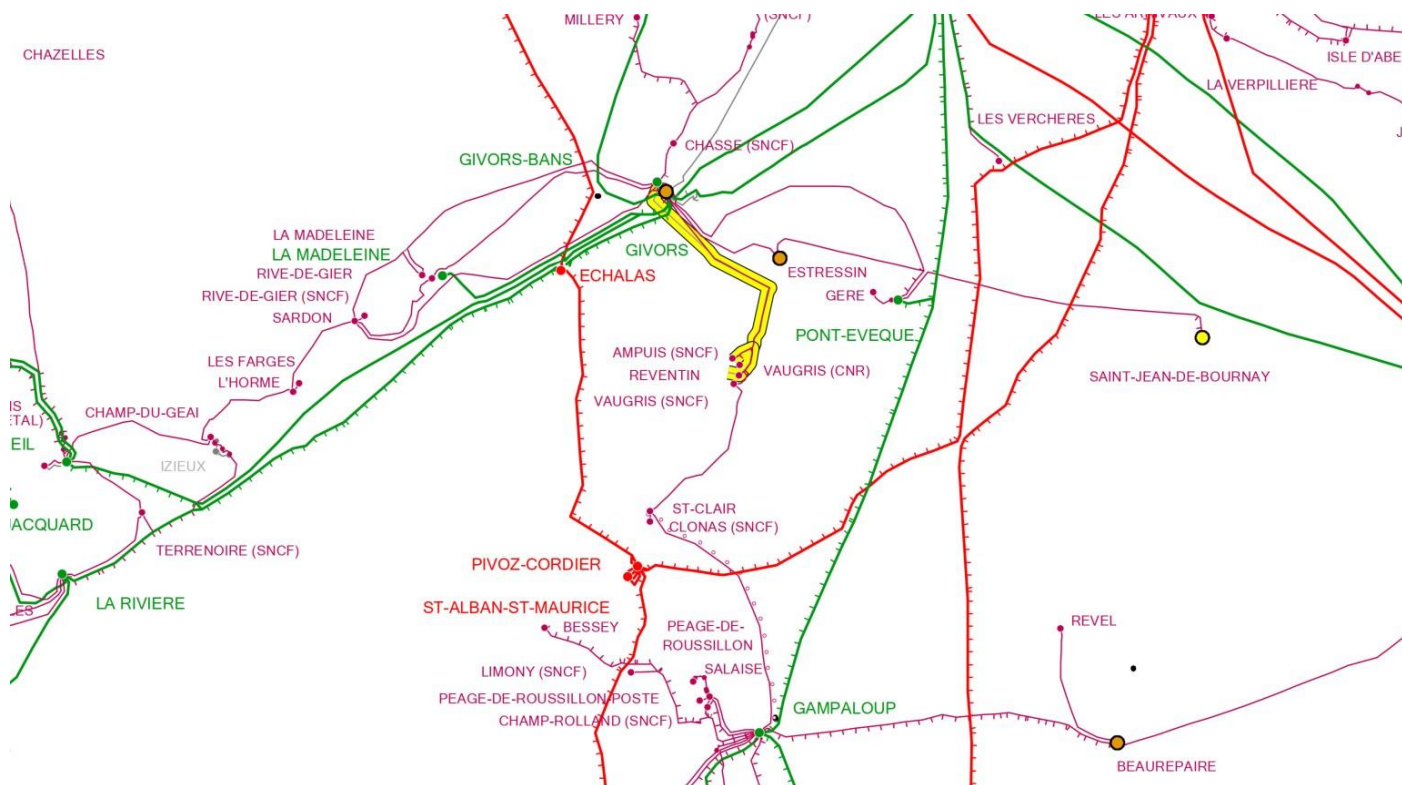 MILLERY
(SNCF)
CHAZELLES
ISLE D'ABE
LA VERPILLIERE
LES VERCHERES
CHASSE (SNCF)
GIVORS-BANS
LA MADELEINE
LA MADELEINE
GIVORS
RIVE-DE-GIER
ECHALAS
ESTRESSIN
RIVE-DE-GIER (SNCF)
GERE
SARDON
PONT-EVEQUE
AMPUIS (SNCF)
LES FARGES
REVENTIN
VAUGRIS (CNR)
SAINT-JEAN-DE-BOURNAY
L'HORME
VAUGRIS (SNCF)
CHAMP-DU-GEAI
ETAL)
EIL
IZIEUX
ST-CLAIR
JACQUARD
CLONAS (SNCF)
TERRENOIRE (SNCF)
PIVOZ-CORDIER
LA RIVIERE
ST-ALBAN-ST-MAURICE
BESSEY
PEAGE-DE-
ROUSSILLON
REVEL
LIMONY (SNCF)
SALAISE
PEAGE-DE-ROUSSILLON-POSTE
GAMPALOUP
CHAMP-ROLLAND (SNCF)
BEAUREPAIRE